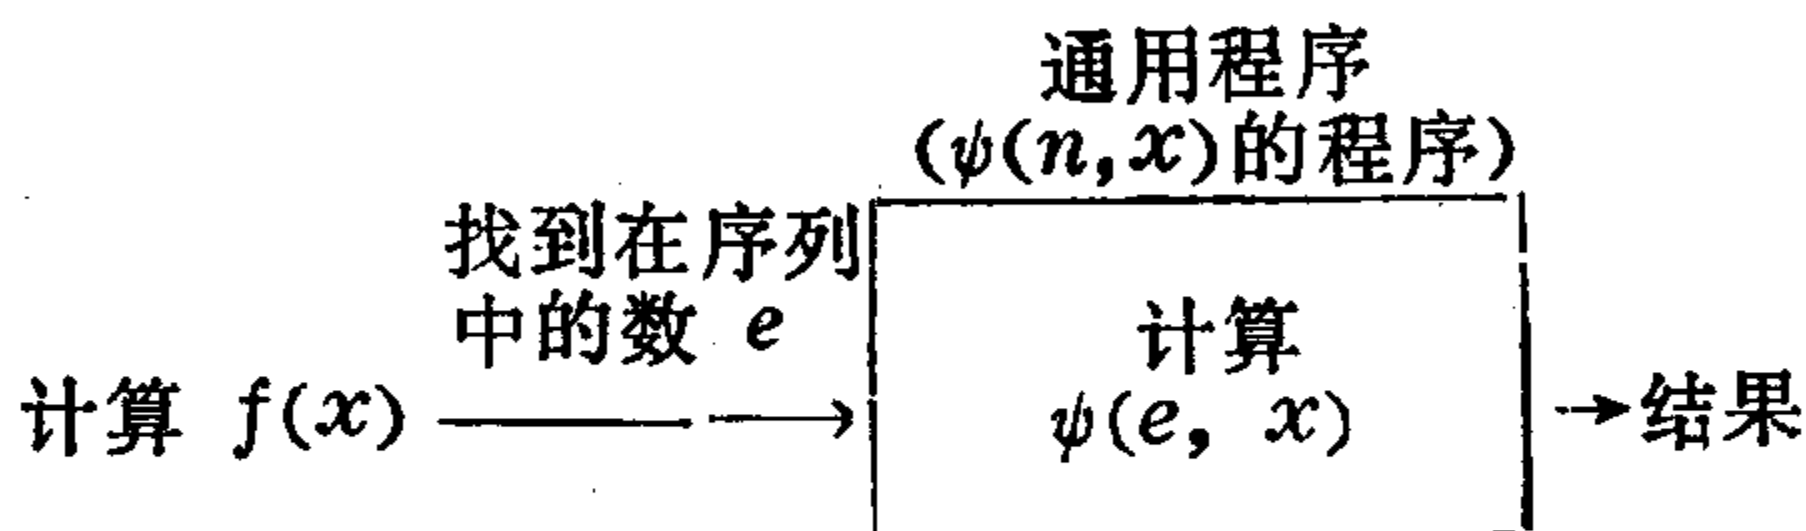 通用程序
(ψ(n,x)的程序)
找到在序列
中的数 e
计算 f(x)
计算
ψ(e, x)
结果